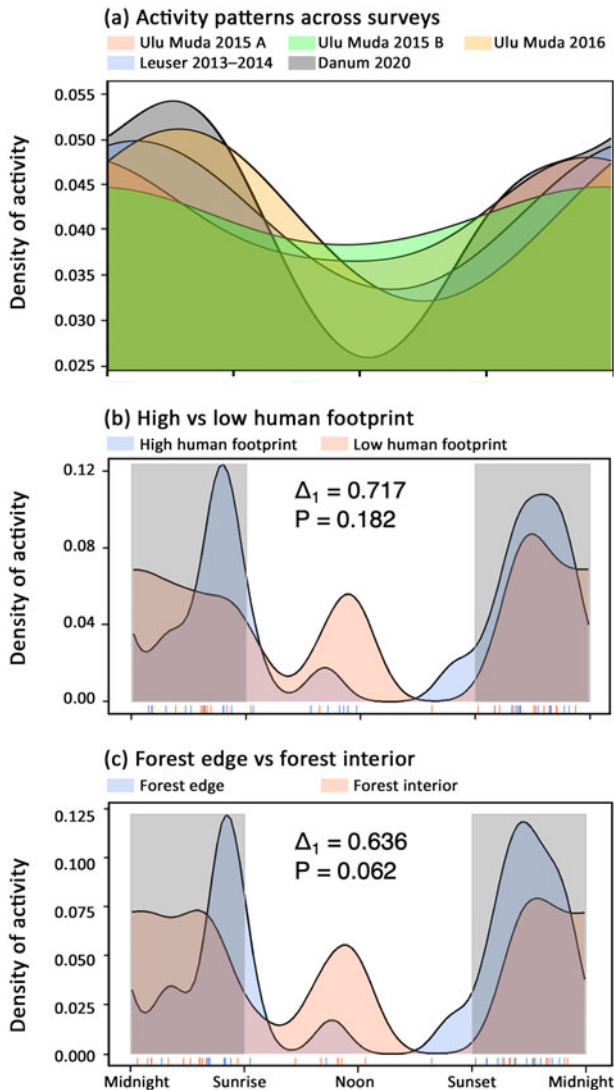 (a) Activity patterns across surveys
Ulu Muda 2015 A Ulu Muda 2015 B Ulu Muda 2016
Leuser 2013–2014 Danum 2020
Density of activity
0.055
0.050
0.045
0.040
0.035
0.030
0.025
(b) High vs low human footprint
High human footprint Low human footprint
Density of activity
0.12
0.08
0.04
0.00
Δ1 = 0.717
P = 0.182
(c) Forest edge vs forest interior
Forest edge Forest interior
Density of activity
0.125
0.100
0.075
0.050
0.025
0.000
Δ1 = 0.636
P = 0.062
Midnight Sunrise Noon Sunset Midnight